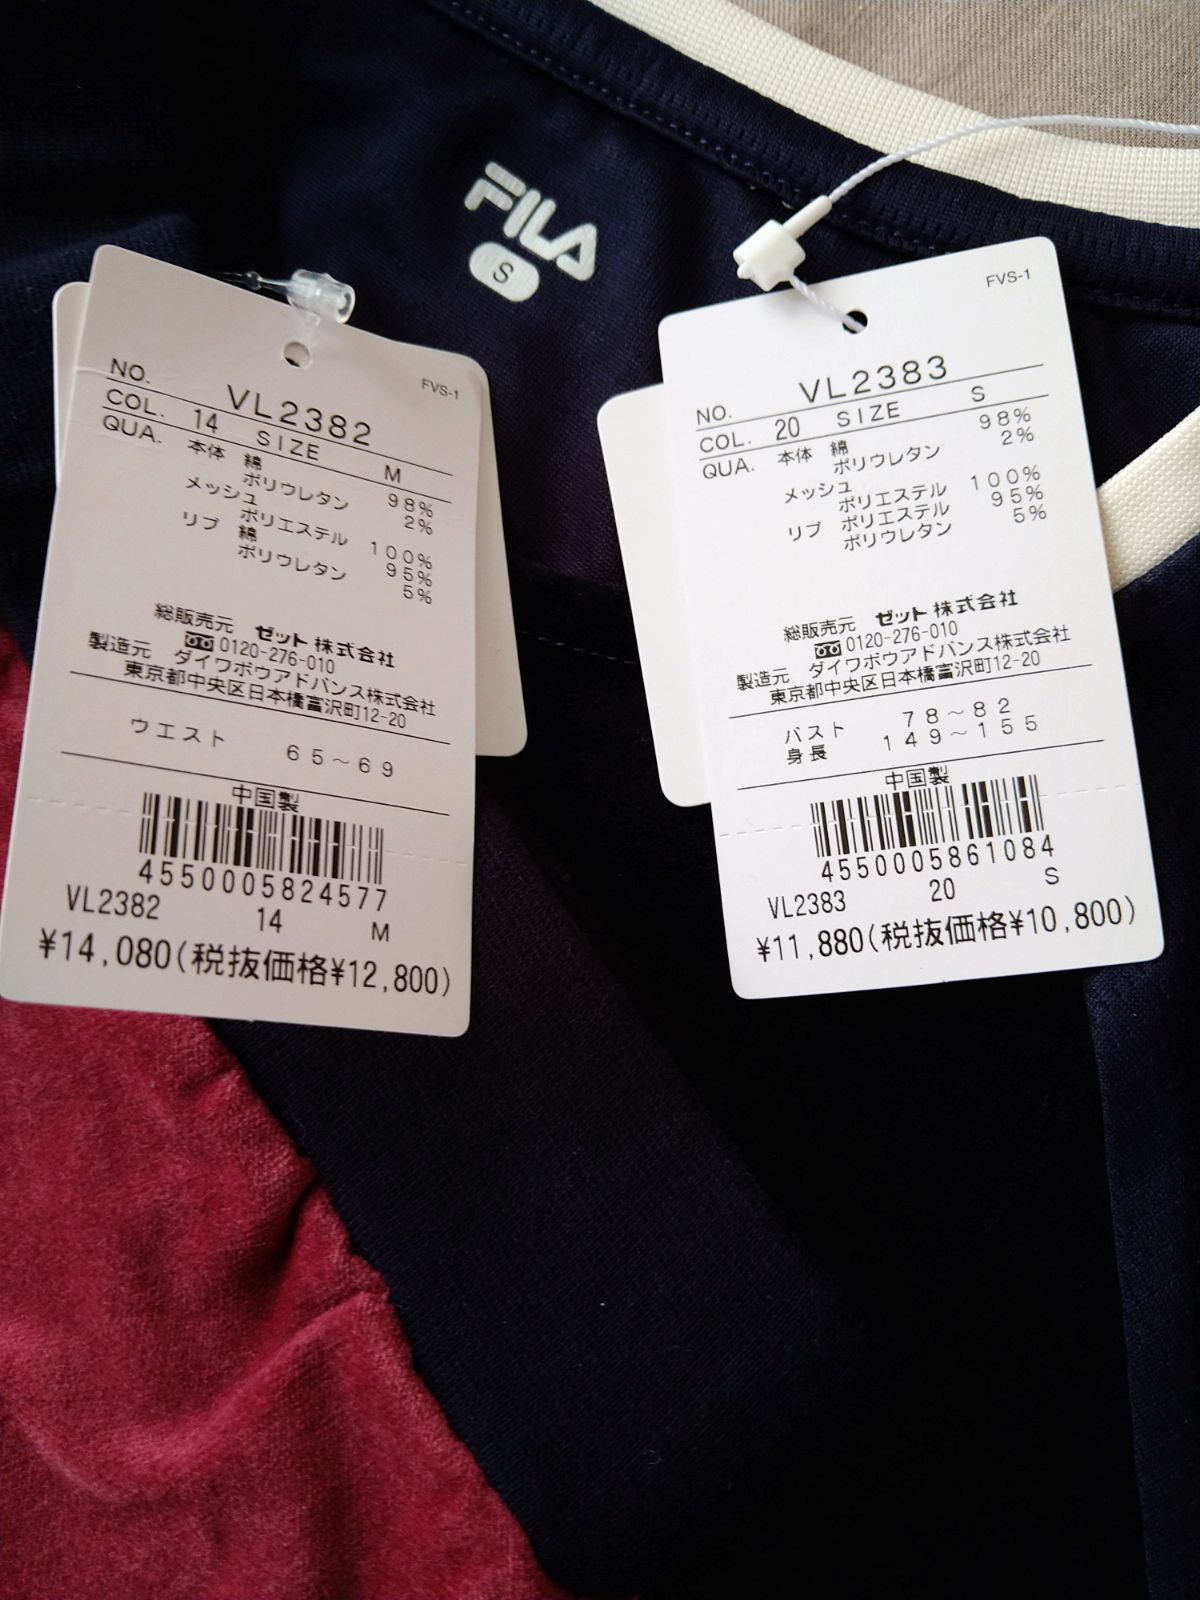 FILA
S
FVS-1
NO. VL2382
COL. 14 SIZE M
QUA. 本体 綿 98%
ポリウレタン 2%
メッシュ
ポリエステル 100%
リブ 綿 95%
ポリウレタン 5%
総販売元 ゼット株式会社
0120-276-010
製造元 ダイワボウアドバンス株式会社
東京都中央区日本橋富沢町12-20
ウエスト 65~69
中国製
4550005824577
VL2382 14 M
¥14,080(税抜価格¥12,800)
FVS-1
NO. VL2383
COL. 20 SIZE S
QUA. 本体 綿 98%
ポリウレタン 2%
メッシュ
ポリエステル 100%
リブ ポリエステル 95%
ポリウレタン 5%
総販売元 ゼット株式会社
0120-276-010
製造元 ダイワボウアドバンス株式会社
東京都中央区日本橋富沢町12-20
バスト 78~82
身長 149~155
中国製
4550005861084
VL2383 20 S
¥11,880(税抜価格¥10,800)